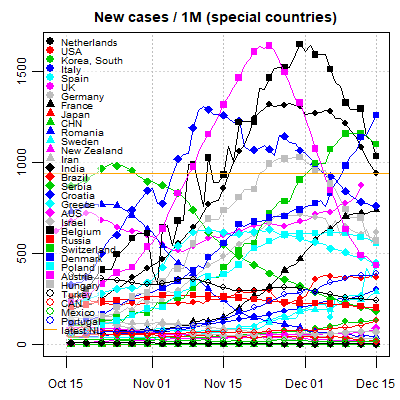 New cases / 1M (special countries)
1500
1000
500
0
Netherlands
USA
Korea, South
Italy
Spain
UK
Germany
France
Japan
CHN
Romania
Sweden
New Zealand
Iran
India
Brazil
Serbia
Croatia
Greece
AUS
Israel
Belgium
Russia
Switzerland
Denmark
Poland
Austria
Hungary
Turkey
CAN
Mexico
Portugal
latest NL
Oct 15
Nov 01
Nov 15
Dec 01
Dec 15